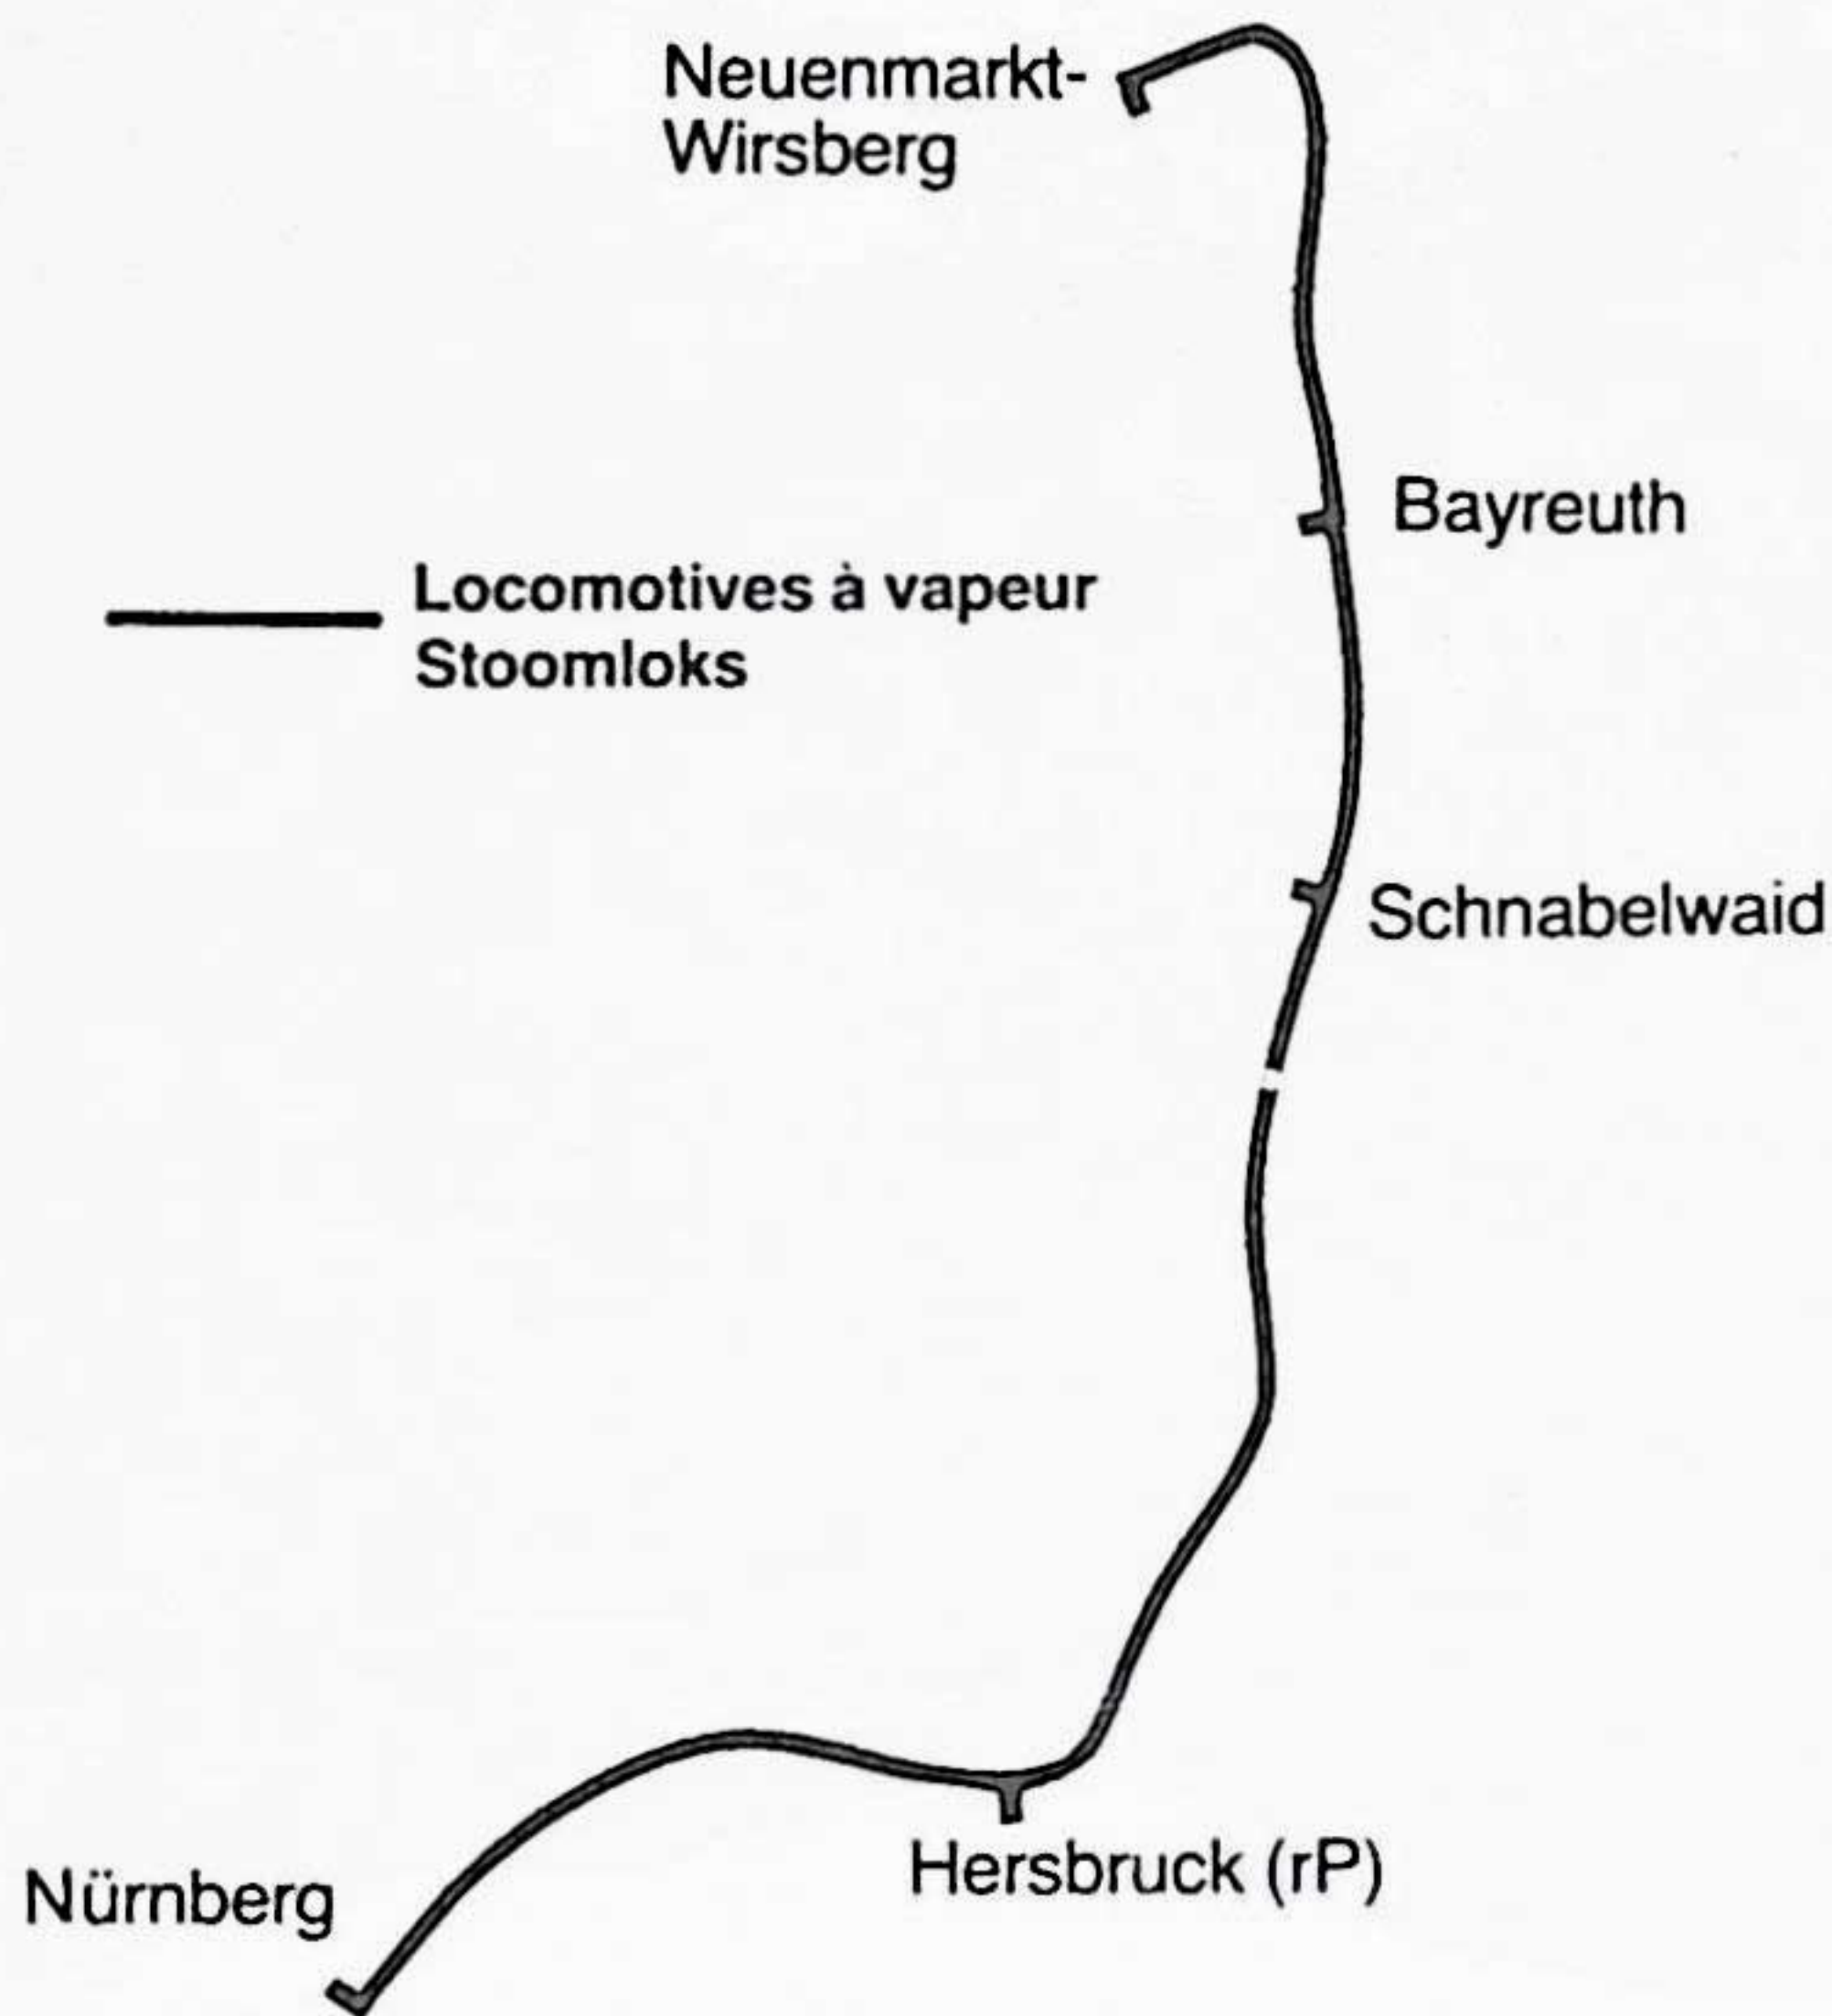 Neuenmarkt-
Wirsberg
Bayreuth
Locomotives à vapeur
Stoomloks
Schnabelwaid
Hersbruck (rP)
Nürnberg